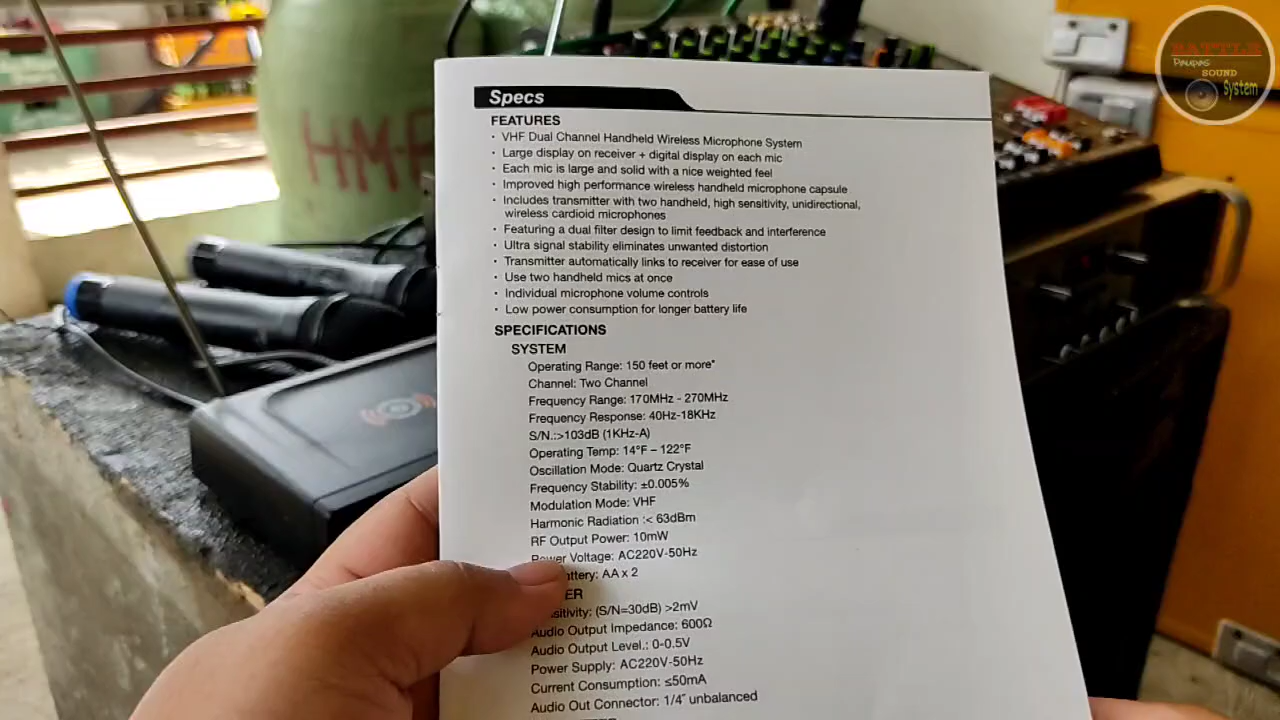 BATTLE
Paupas
SOUND
System
Specs
FEATURES
· VHF Dual Channel Handheld Wireless Microphone System
· Large display on receiver + digital display on each mic
· Each mic is large and solid with a nice weighted feel
· Improved high performance wireless handheld microphone capsule
· Includes transmitter with two handheld, high sensitivity, unidirectional,
wireless cardioid microphones
· Featuring a dual filter design to limit feedback and interference
· Ultra signal stability eliminates unwanted distortion
· Transmitter automatically links to receiver for ease of use
· Use two handheld mics at once
· Individual microphone volume controls
· Low power consumption for longer battery life
SPECIFICATIONS
SYSTEM
Operating Range: 150 feet or more*
Channel: Two Channel
Frequency Range: 170MHz - 270MHz
Frequency Response: 40Hz-18KHz
S/N.:>103dB (1KHz-A)
Operating Temp: 14°F – 122°F
Oscillation Mode: Quartz Crystal
Frequency Stability: ±0.005%
Modulation Mode: VHF
Harmonic Radiation :< 63dBm
RF Output Power: 10mW
Power Voltage: AC220V-50Hz
AA x 2
(S/N=30dB) >2mV
Audio Output Impedance: 600Ω
Audio Output Level.: 0-0.5V
Power Supply: AC220V-50Hz
Current Consumption: ≤50mA
Audio Out Connector: 1/4″ unbalanced